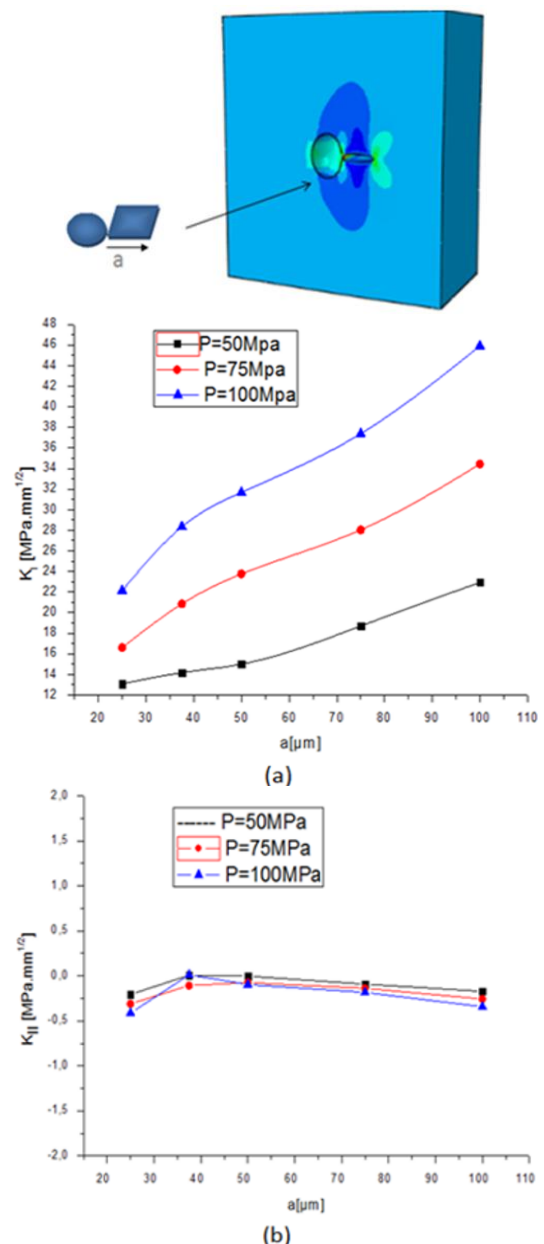 a
48
46
44
42
40
38
36
34
32
30
28
26
24
22
20
18
16
14
12
K_I [MPa.mm^1/2]
P=50Mpa
P=75Mpa
P=100Mpa
20 30 40 50 60 70 80 90 100 110
a[µm]
(a)
2,0
1,5
1,0
0,5
0,0
-0,5
-1,0
-1,5
-2,0
K_II [MPa.mm^1/2]
P=50MPa
P=75MPa
P=100MPa
20 30 40 50 60 70 80 90 100 110
a[µm]
(b)